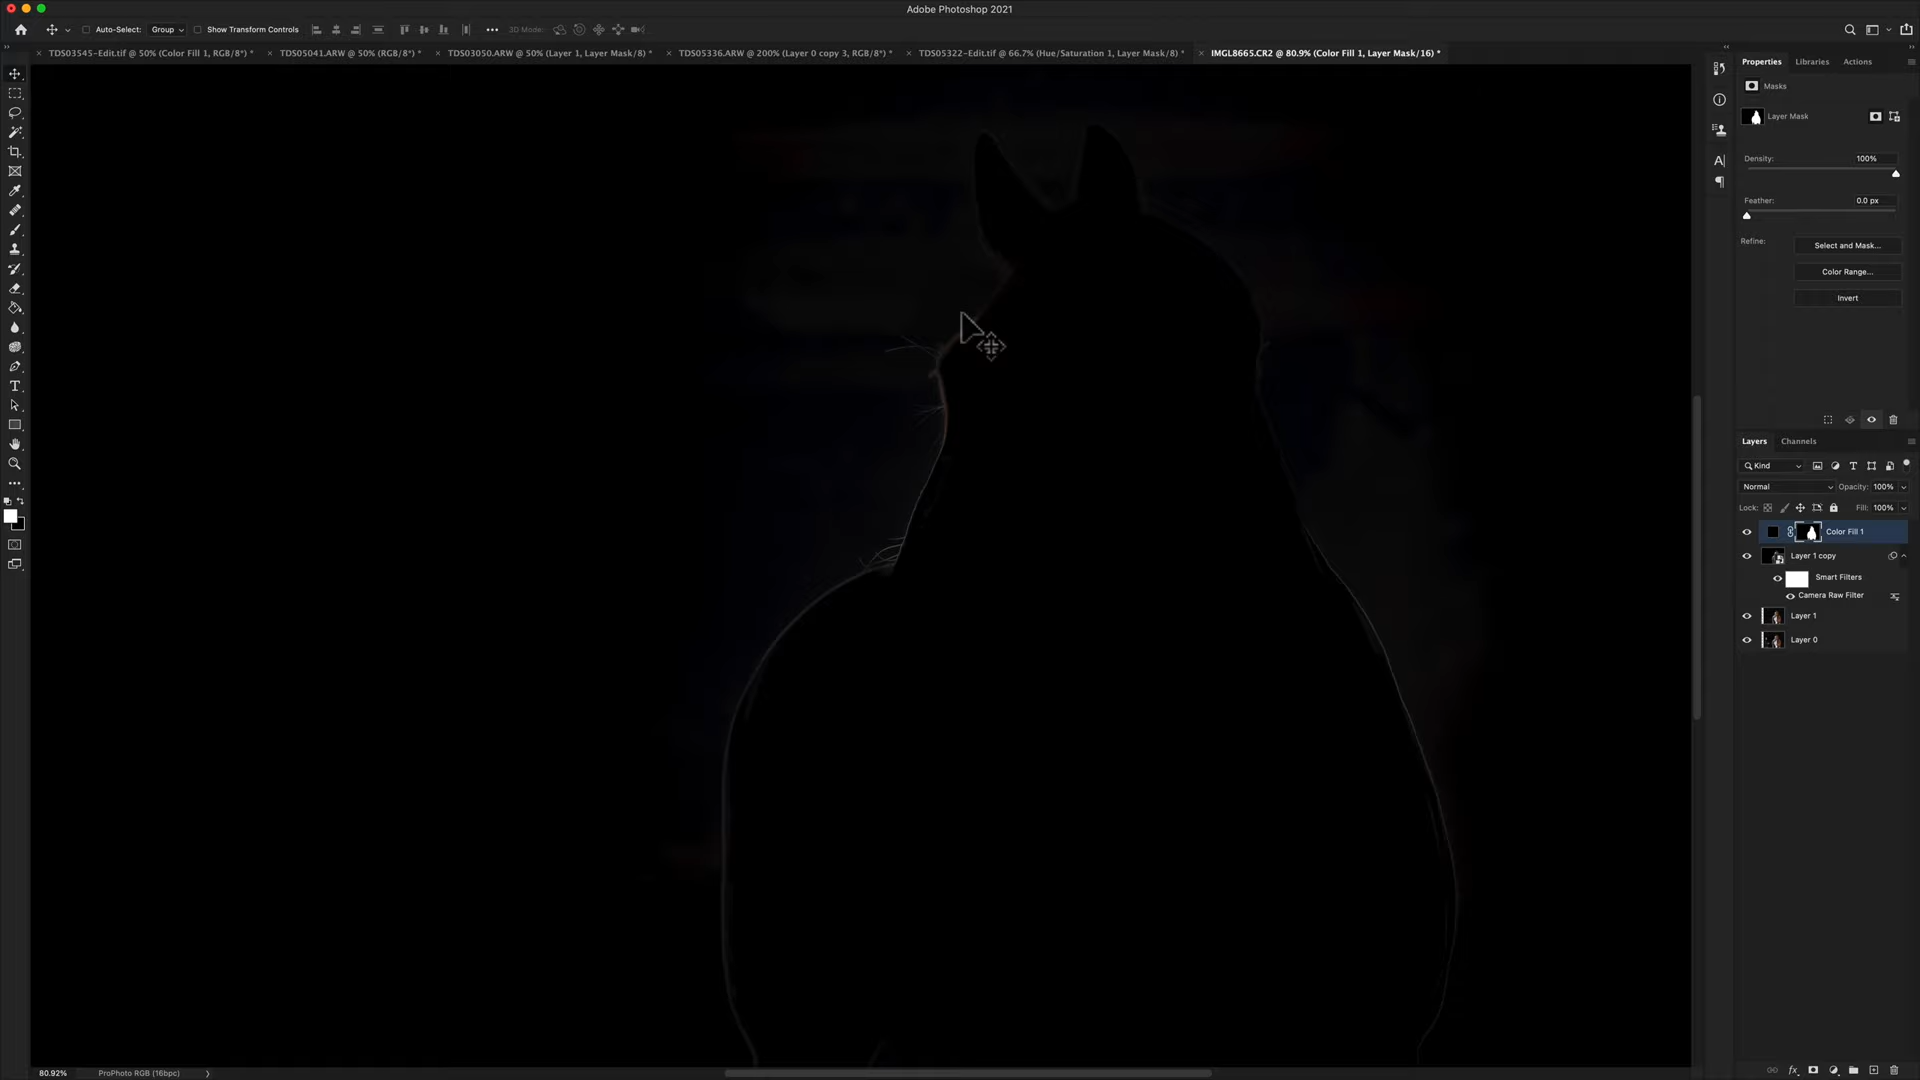 Adobe Photoshop 2021
Auto-Select: Group Show Transform Controls 3D Mode:
TDS03545-Edit.tif @ 50% (Color Fill 1, RGB/8*) *
TDS05041.ARW @ 50% (RGB/8*) *
TDS03050.ARW @ 50% (Layer 1, Layer Mask/8) *
TDS05336.ARW @ 200% (Layer 0 copy 3, RGB/8*) *
TDS05322-Edit.tif @ 66.7% (Hue/Saturation 1, Layer Mask/8) *
IMGL8665.CR2 @ 80.9% (Color Fill 1, Layer Mask/16) *
Properties Libraries Actions
Masks
Layer Mask
Density: 100%
Feather: 0.0 px
Refine: Select and Mask...
Color Range...
Invert
Layers Channels
Kind
Normal Opacity: 100%
Lock: Fill: 100%
Color Fill 1
Layer 1 copy
Smart Filters
Camera Raw Filter
Layer 1
Layer 0
80.92% ProPhoto RGB (16bpc)